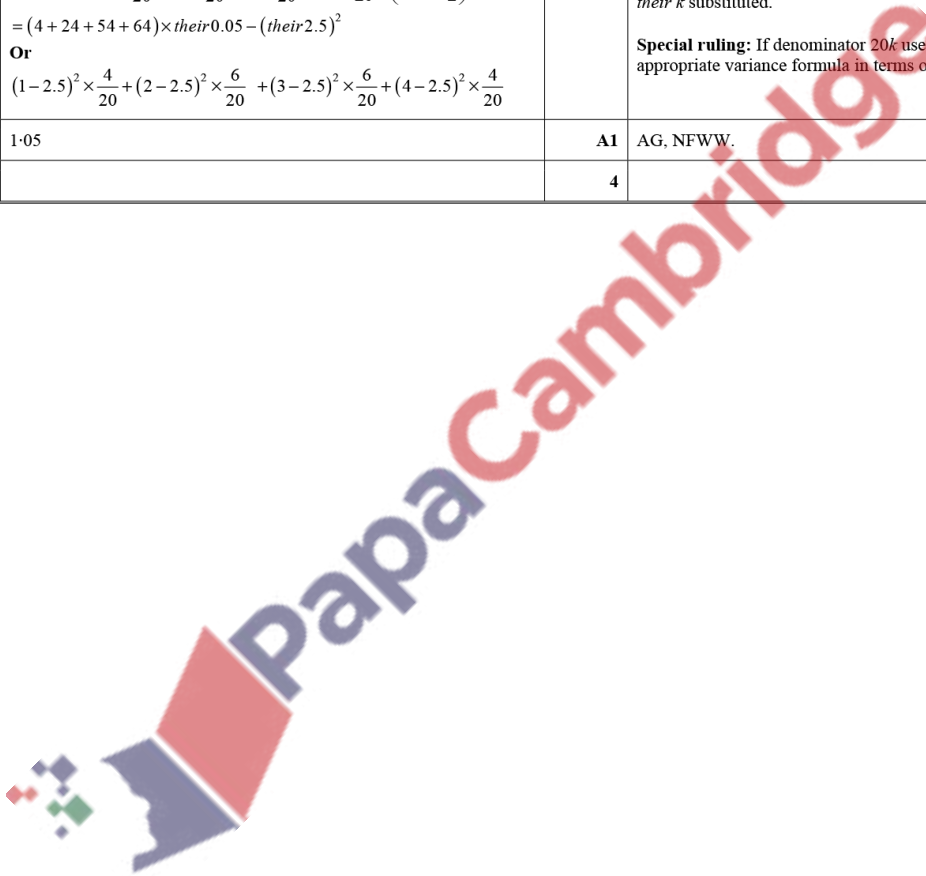 their k substituted.
= (4 + 24 + 54 + 64) × their 0.05 − (their 2.5)²
Or
(1 − 2.5)² × 4/20 + (2 − 2.5)² × 6/20 + (3 − 2.5)² × 6/20 + (4 − 2.5)² × 4/20
Special ruling: If denominator 20k use
appropriate variance formula in terms o
1·05 A1 AG, NFWW.
4
PapaCambridge